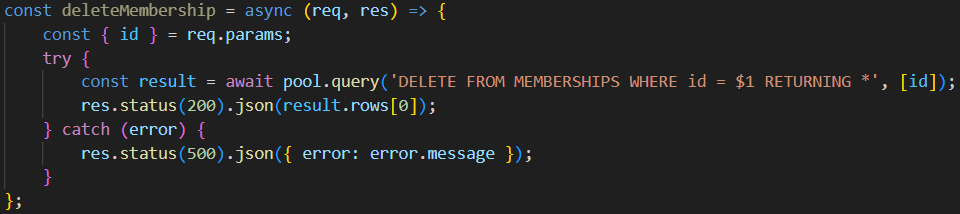 const deleteMembership = async (req, res) => {
    const { id } = req.params;
    try {
        const result = await pool.query('DELETE FROM MEMBERSHIPS WHERE id = $1 RETURNING *', [id]);
        res.status(200).json(result.rows[0]);
    } catch (error) {
        res.status(500).json({ error: error.message });
    }
};